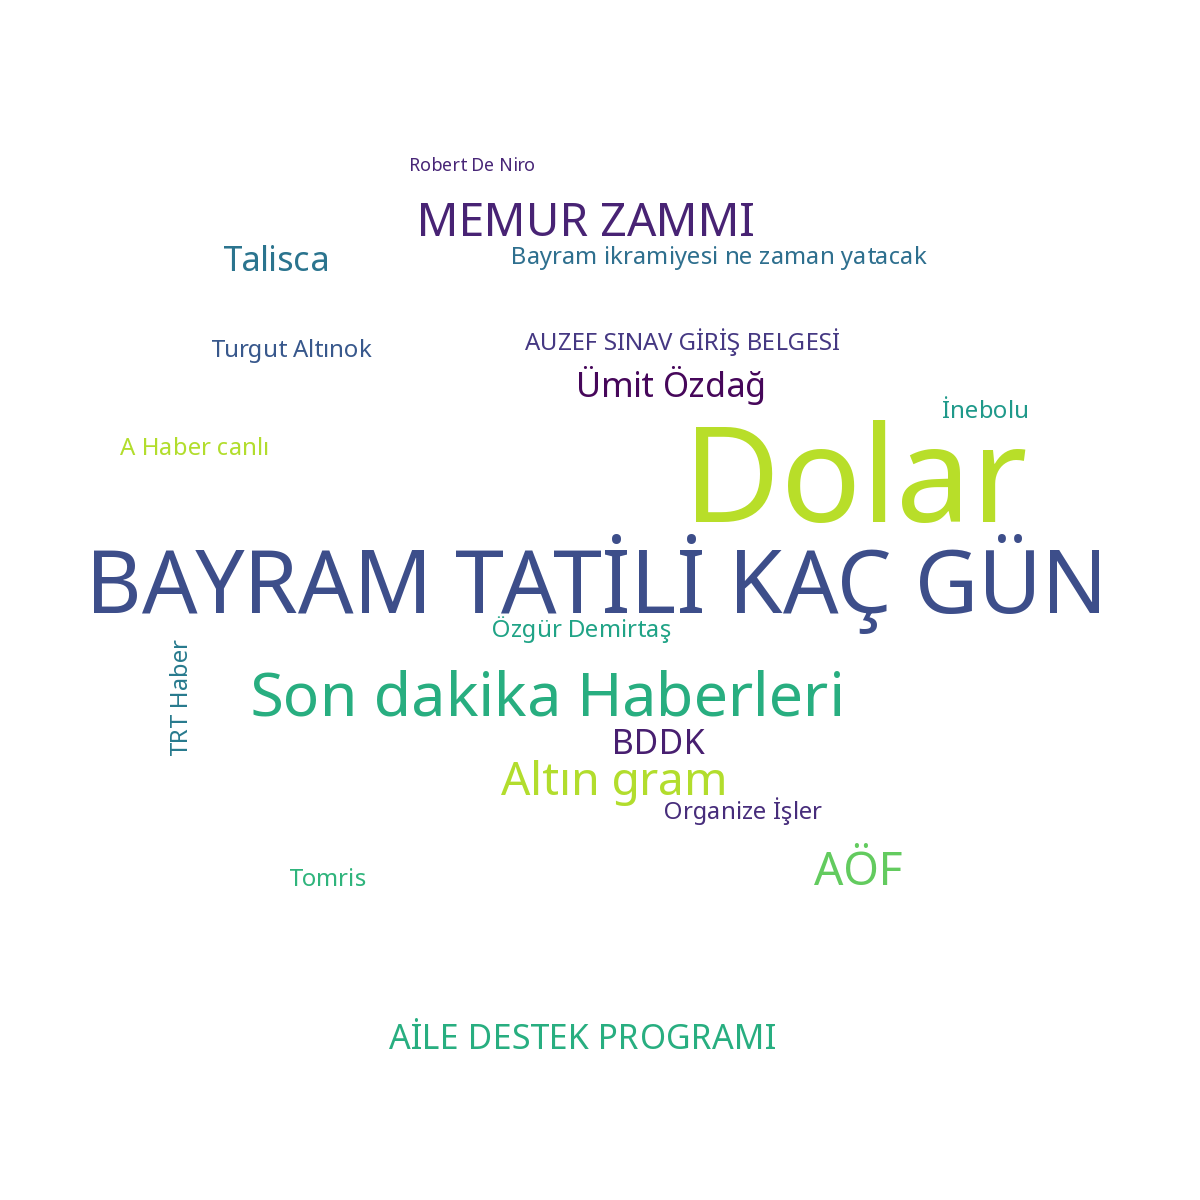 Robert De Niro
MEMUR ZAMMI
Talisca
Bayram ikramiyesi ne zaman yatacak
Turgut Altınok
AUZEF SINAV GİRİŞ BELGESİ
Ümit Özdağ
İnebolu
A Haber canlı
Dolar
BAYRAM TATİLİ KAÇ GÜN
Özgür Demirtaş
TRT Haber
Son dakika Haberleri
BDDK
Altın gram
Organize İşler
AÖF
Tomris
AİLE DESTEK PROGRAMI